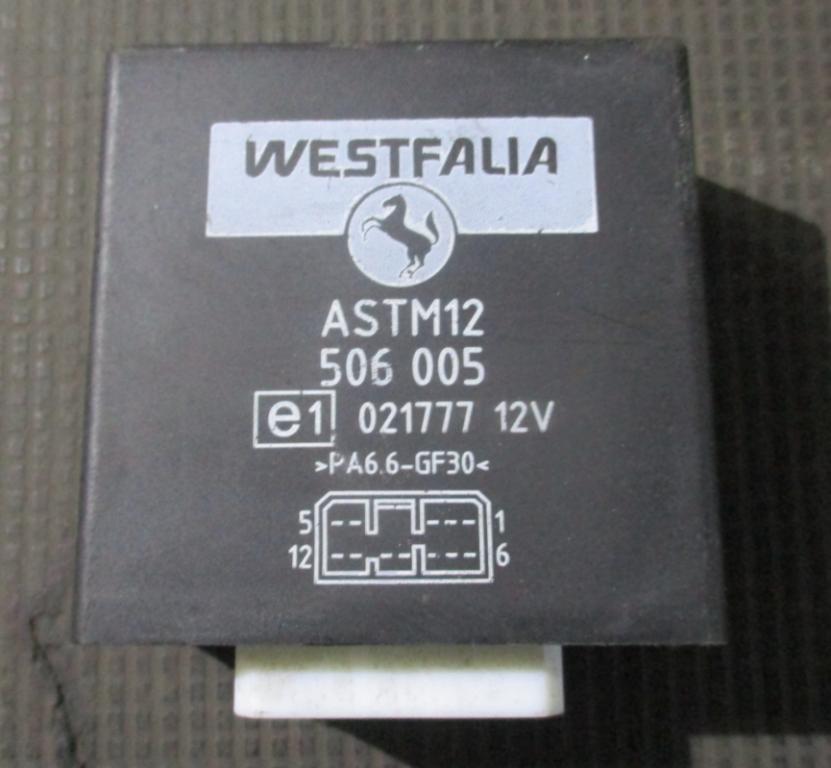 WESTFALIA
ASTM12
506 005
e1 021777 12V
>PA6.6-GF30<
5 1
12 6